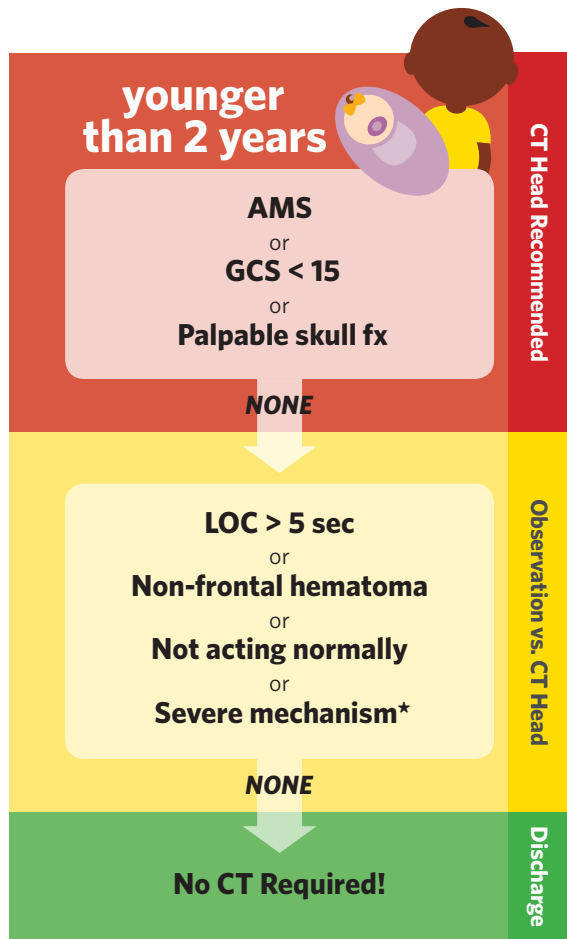 younger
than 2 years
AMS
or
GCS < 15
or
Palpable skull fx
NONE
CT Head Recommended
LOC > 5 sec
or
Non-frontal hematoma
or
Not acting normally
or
Severe mechanism★
NONE
Observation vs. CT Head
No CT Required!
Discharge